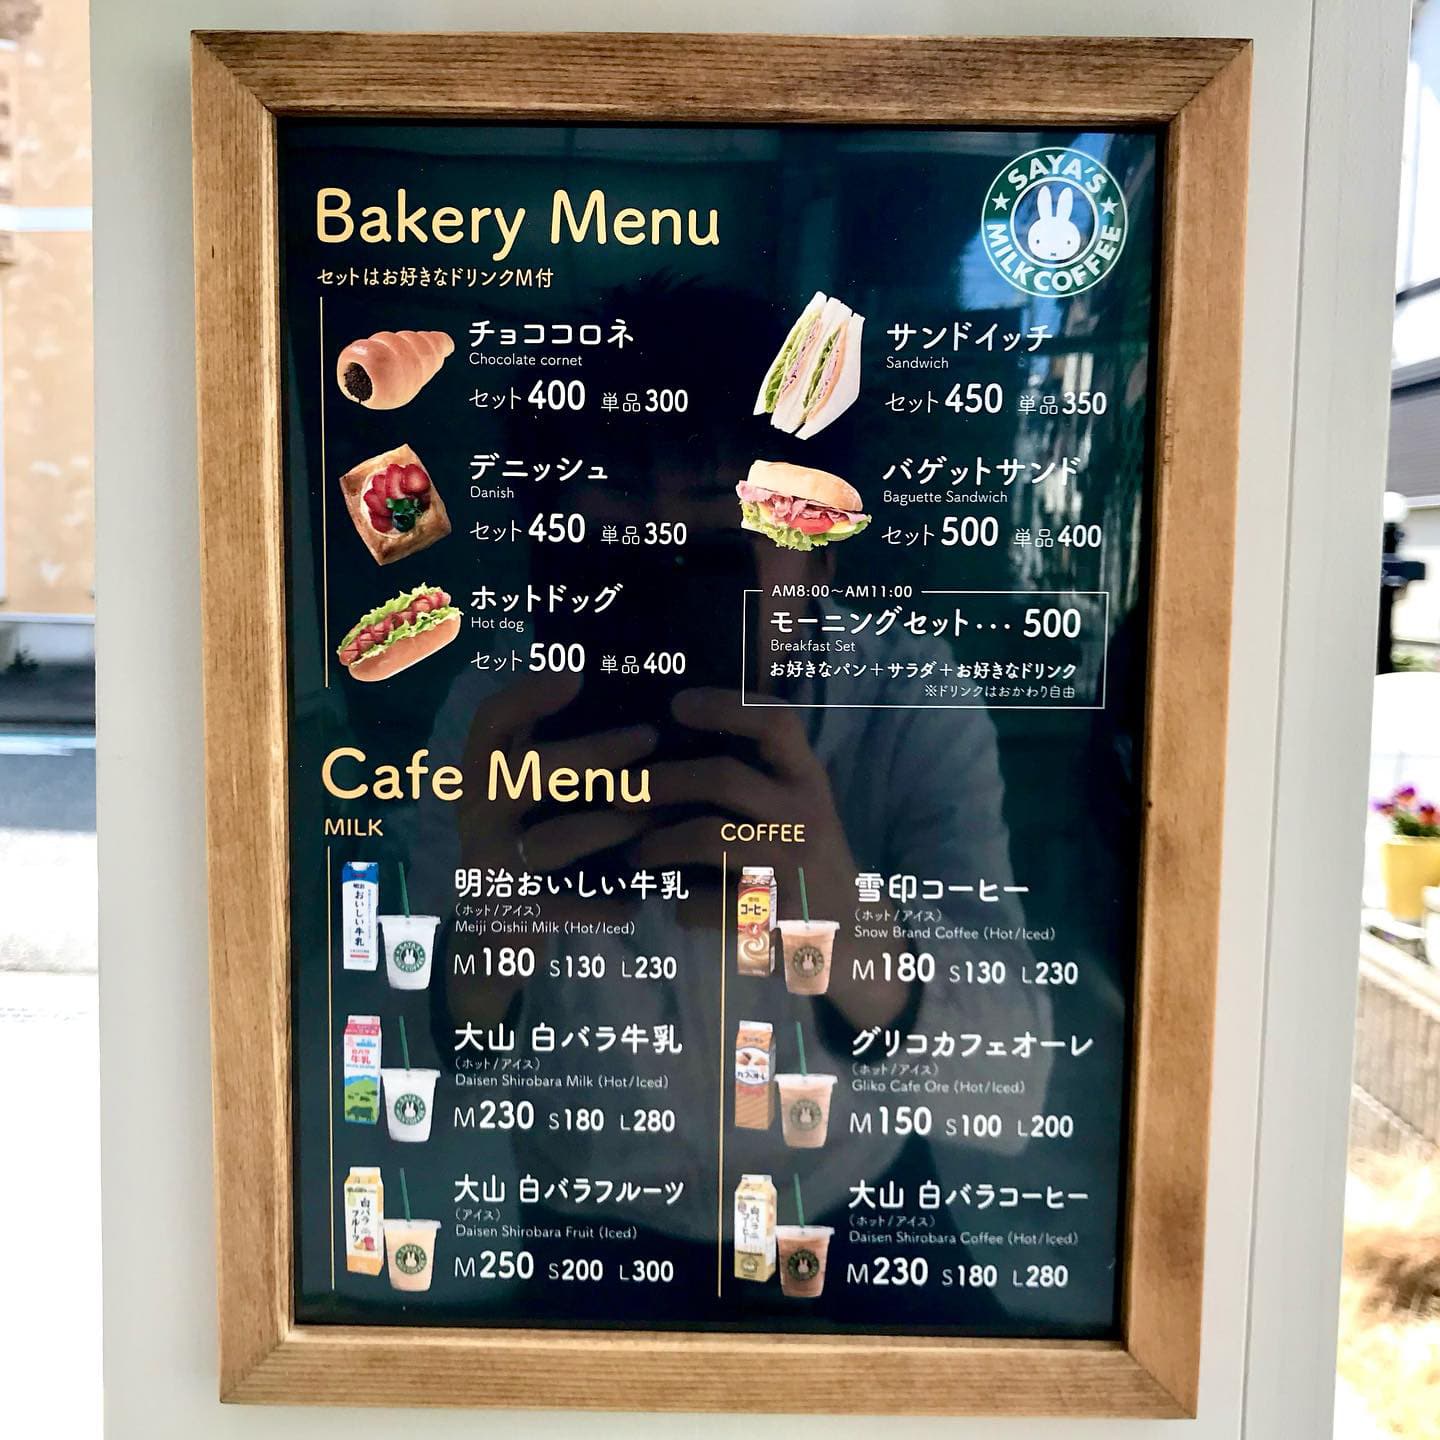 Bakery Menu
セットはお好きなドリンクM付
SAYA'S
MILK COFFEE
チョココロネ
Chocolate cornet
セット400 単品300
サンドイッチ
Sandwich
セット450 単品350
デニッシュ
Danish
セット450 単品350
バゲットサンド
Baguette Sandwich
セット500 単品400
ホットドッグ
Hot dog
セット500 単品400
AM8:00～AM11:00
モーニングセット･･･500
Breakfast Set
お好きなパン＋サラダ＋お好きなドリンク
※ドリンクはおかわり自由
Cafe Menu
MILK
明治おいしい牛乳
（ホット/アイス）
Meiji Oishii Milk (Hot/Iced)
M180 S130 L230
大山 白バラ牛乳
（ホット/アイス）
Daisen Shirobara Milk (Hot/Iced)
M230 S180 L280
大山 白バラフルーツ
（アイス）
Daisen Shirobara Fruit (Iced)
M250 S200 L300
COFFEE
雪印コーヒー
（ホット/アイス）
Snow Brand Coffee (Hot/Iced)
M180 S130 L230
グリコカフェオーレ
（ホット/アイス）
Gliko Cafe Ore (Hot/Iced)
M150 S100 L200
大山 白バラコーヒー
（ホット/アイス）
Daisen Shirobara Coffee (Hot/Iced)
M230 S180 L280